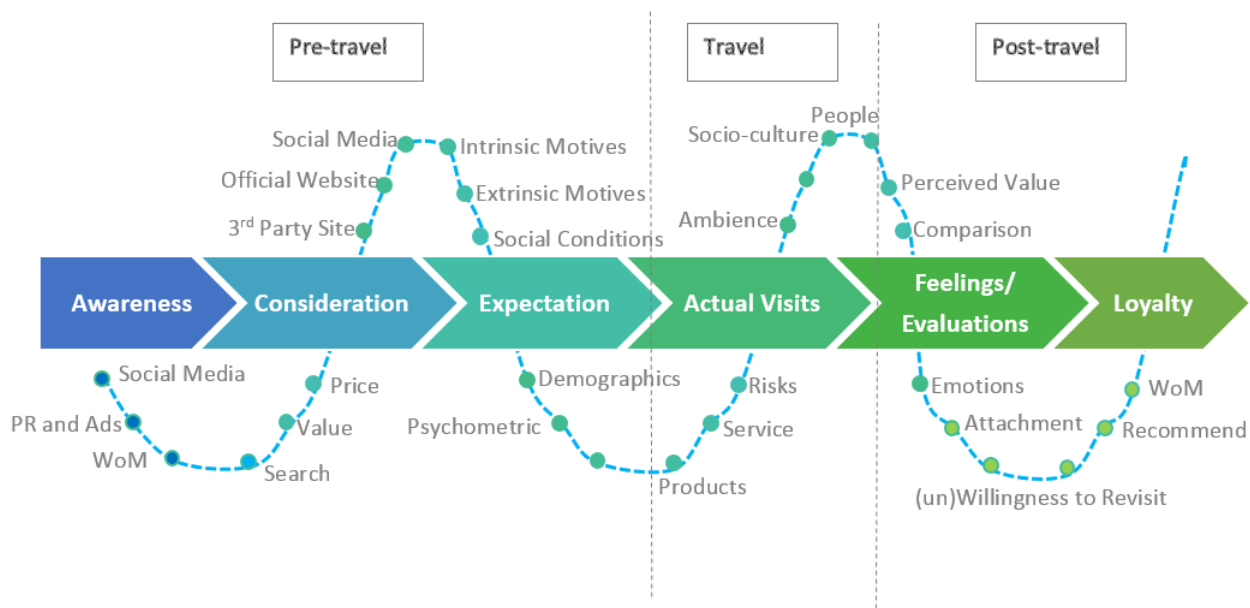 Pre-travel
Travel
Post-travel
People
Social Media
Socio-culture
Intrinsic Motives
Official Website
Perceived Value
Extrinsic Motives
Ambience
3rd Party Site
Comparison
Social Conditions
Awareness
Consideration
Expectation
Actual Visits
Feelings/
Evaluations
Loyalty
Social Media
Price
Demographics
Risks
Emotions
WoM
PR and Ads
Value
Psychometric
Service
Attachment
Recommend
WoM
Search
Products
(un)Willingness to Revisit